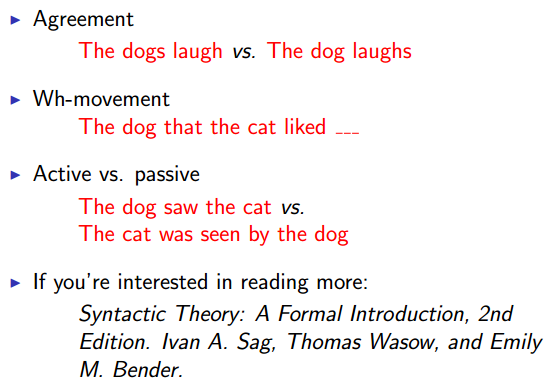 ▶ Agreement
The dogs laugh vs. The dog laughs
▶ Wh-movement
The dog that the cat liked ___
▶ Active vs. passive
The dog saw the cat vs.
The cat was seen by the dog
▶ If you're interested in reading more:
Syntactic Theory: A Formal Introduction, 2nd
Edition. Ivan A. Sag, Thomas Wasow, and Emily
M. Bender.